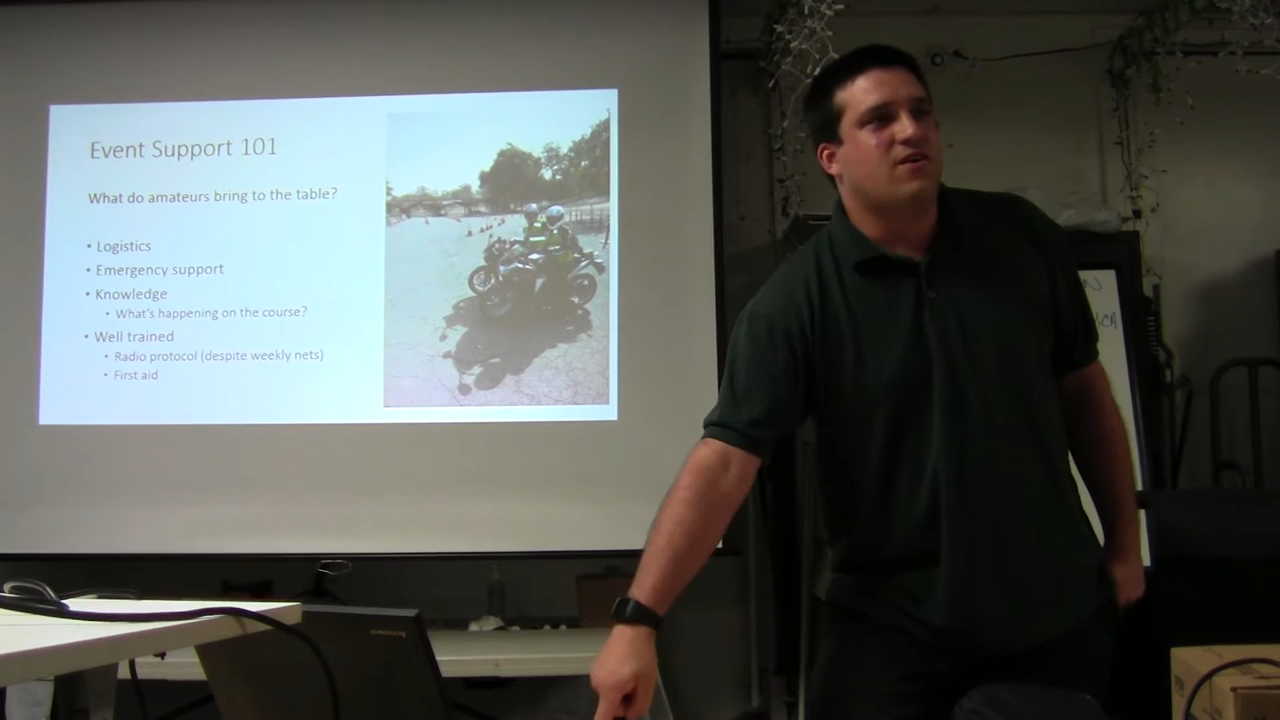 Event Support 101
What do amateurs bring to the table?
• Logistics
• Emergency support
• Knowledge
• What's happening on the course?
• Well trained
• Radio protocol (despite weekly nets)
• First aid